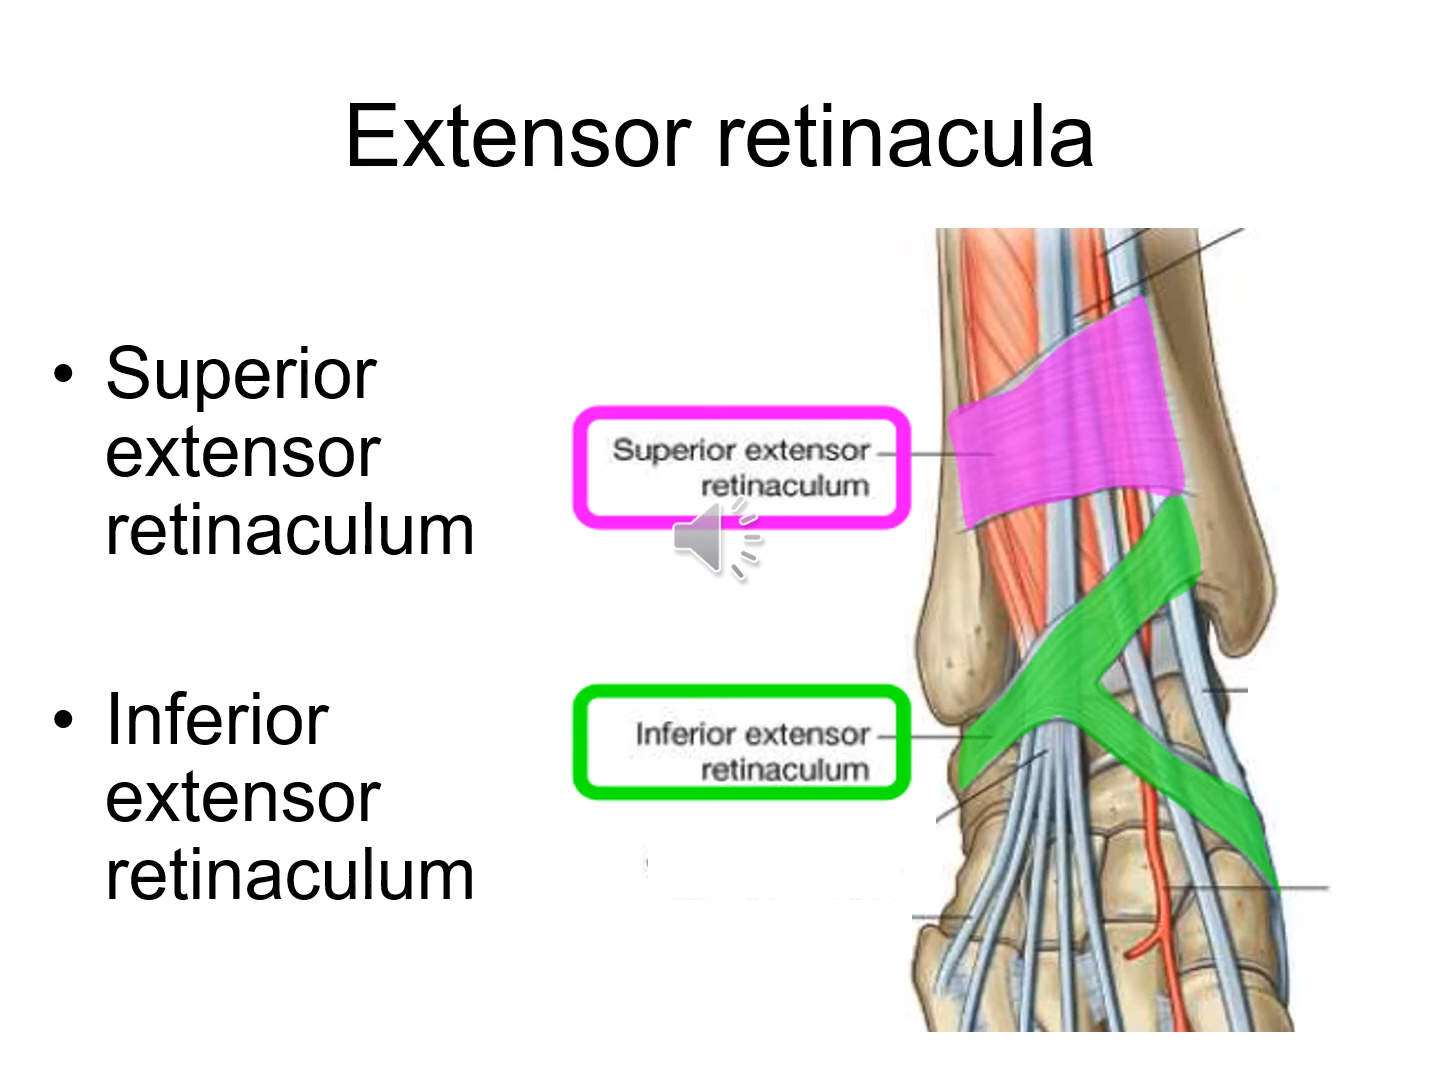 Extensor retinacula
• Superior
extensor
retinaculum
• Inferior
extensor
retinaculum
Superior extensor
retinaculum
Inferior extensor
retinaculum